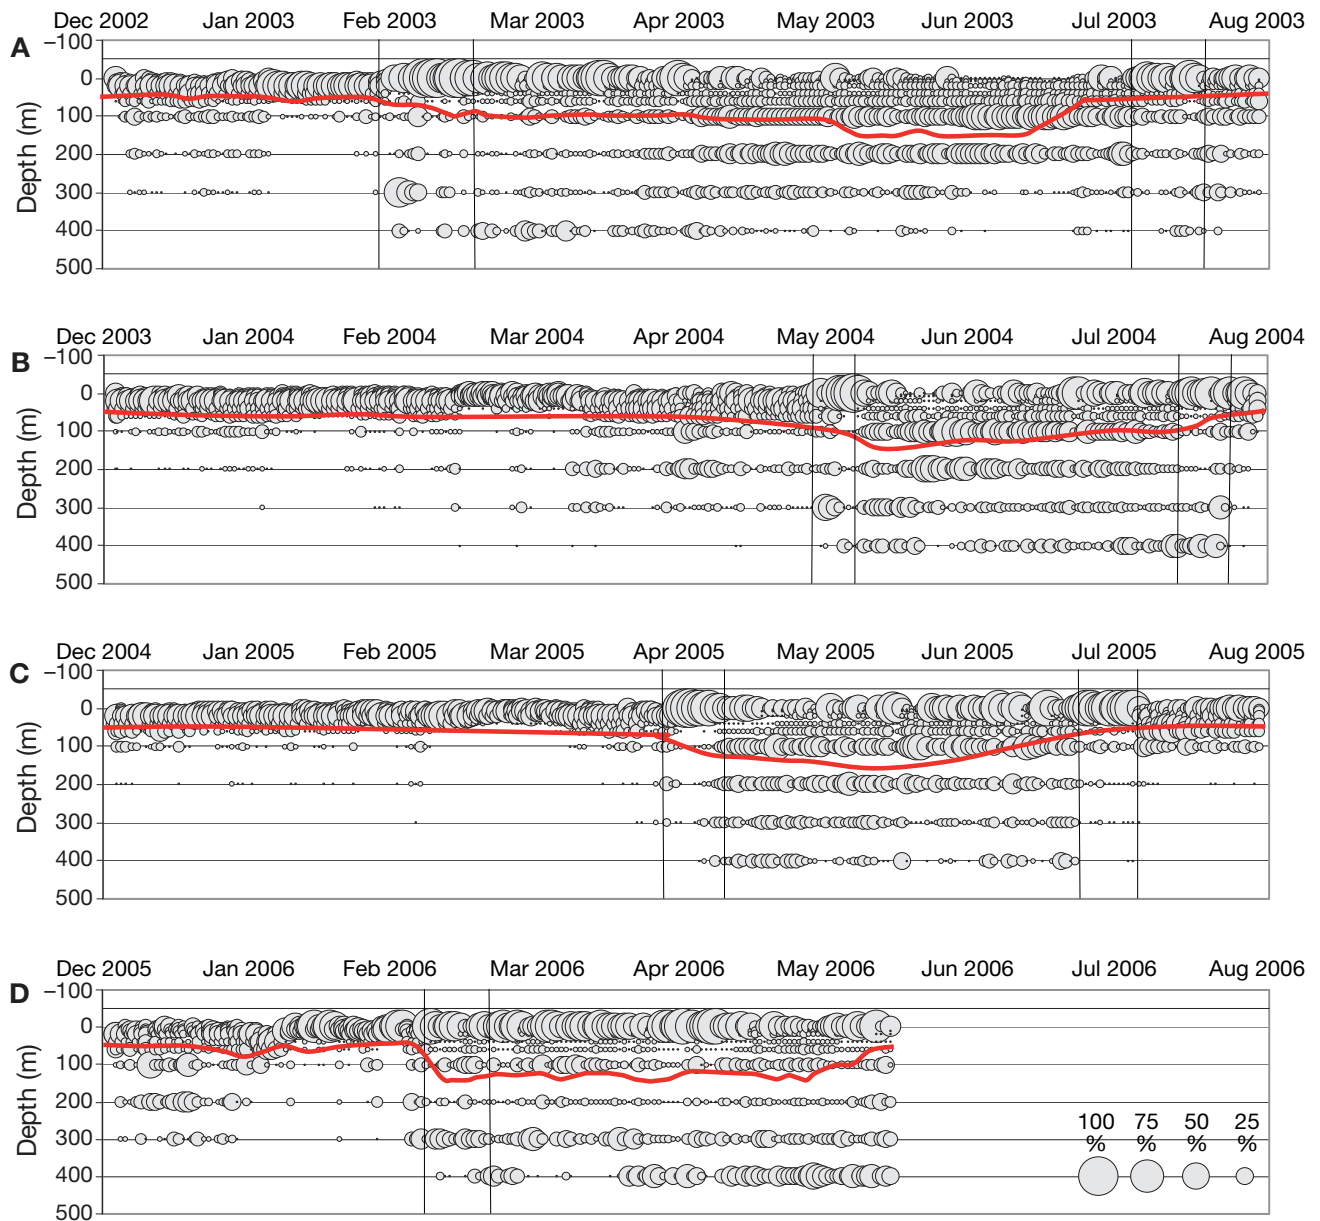 Dec 2002 Jan 2003 Feb 2003 Mar 2003 Apr 2003 May 2003 Jun 2003 Jul 2003 Aug 2003
A
–100
0
100
200
300
400
500
Depth (m)
Dec 2003 Jan 2004 Feb 2004 Mar 2004 Apr 2004 May 2004 Jun 2004 Jul 2004 Aug 2004
B
–100
0
100
200
300
400
500
Depth (m)
Dec 2004 Jan 2005 Feb 2005 Mar 2005 Apr 2005 May 2005 Jun 2005 Jul 2005 Aug 2005
C
–100
0
100
200
300
400
500
Depth (m)
Dec 2005 Jan 2006 Feb 2006 Mar 2006 Apr 2006 May 2006 Jun 2006 Jul 2006 Aug 2006
D
–100
0
100
200
300
400
500
Depth (m)
100 75 50 25
% % % %